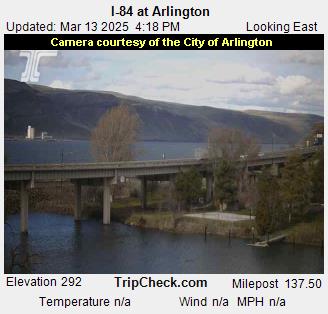 I-84 at Arlington
Updated: Mar 13 2025 4:18 PM Looking East
Camera courtesy of the City of Arlington
Elevation 292 TripCheck.com Milepost 137.50
Temperature n/a Wind n/a MPH n/a